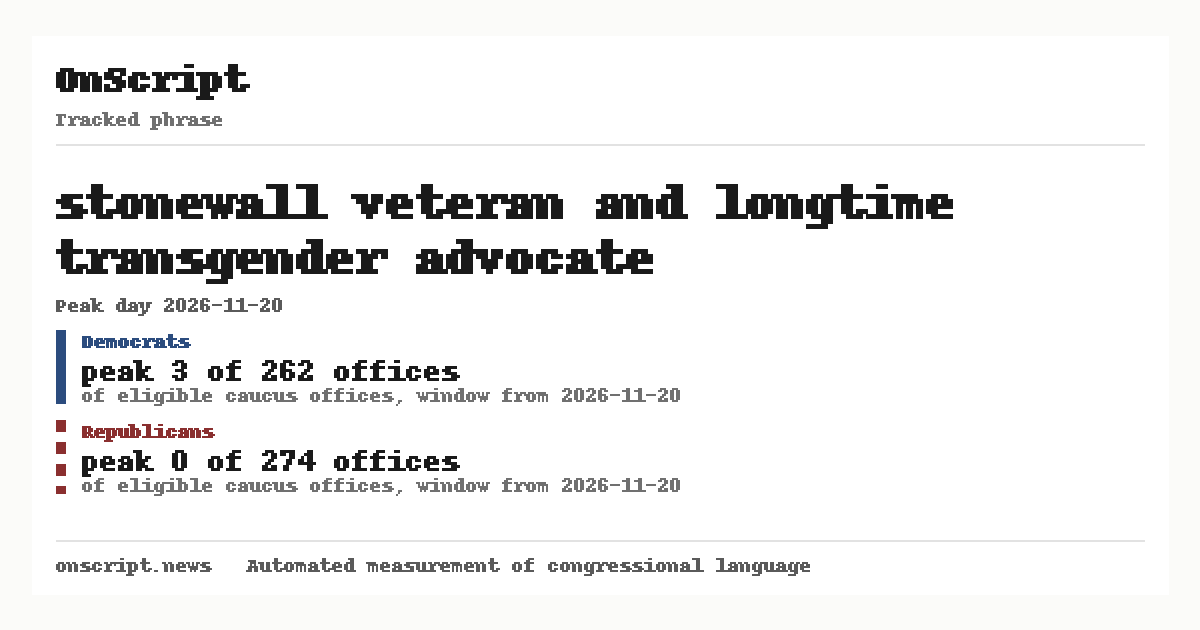 OnScript
Tracked phrase
stonewall veteran and longtime
transgender advocate
Peak day 2026-11-20
Democrats
peak 3 of 262 offices
of eligible caucus offices, window from 2026-11-20
Republicans
peak 0 of 274 offices
of eligible caucus offices, window from 2026-11-20
onscript.news Automated measurement of congressional language